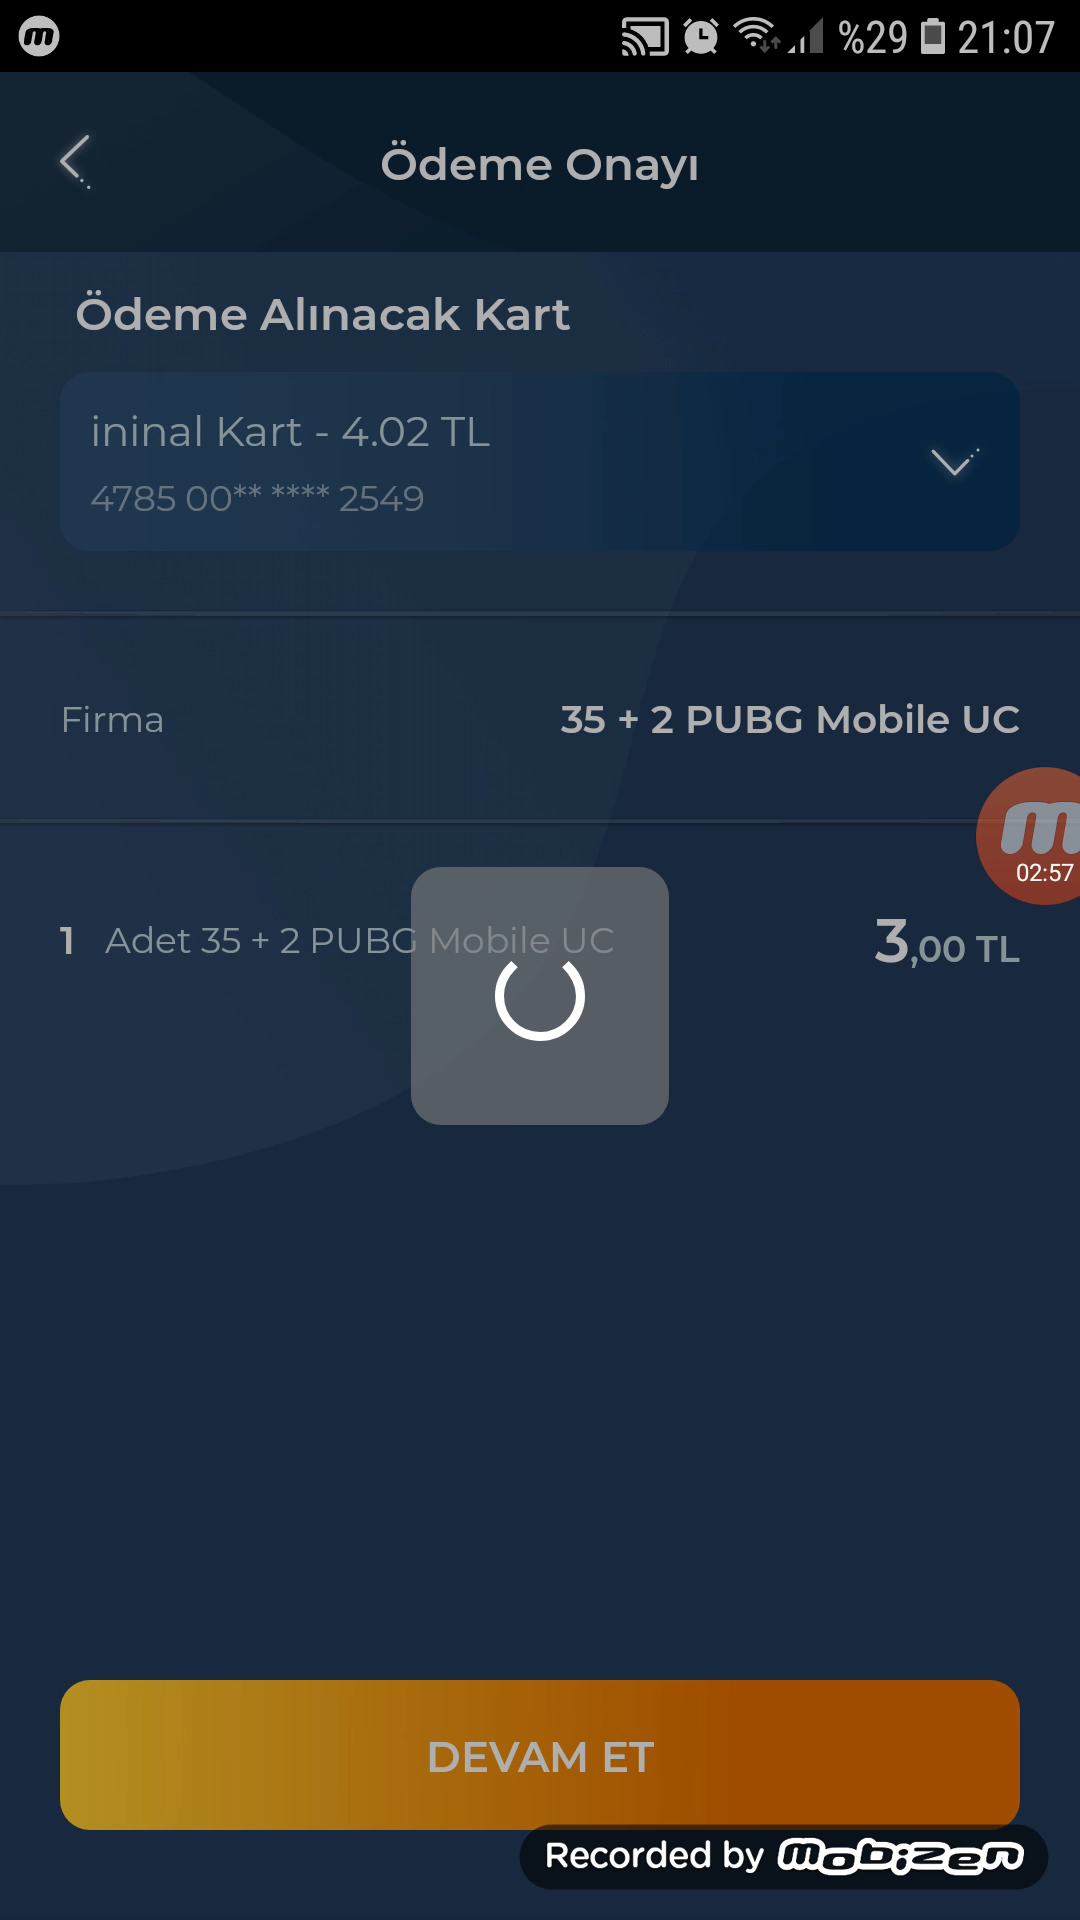 %29 21:07
Ödeme Onayı
Ödeme Alınacak Kart
ininal Kart - 4.02 TL
4785 00** **** 2549
Firma 35 + 2 PUBG Mobile UC
02:57
1 Adet 35 + 2 PUBG Mobile UC 3,00 TL
DEVAM ET
Recorded by mobizen